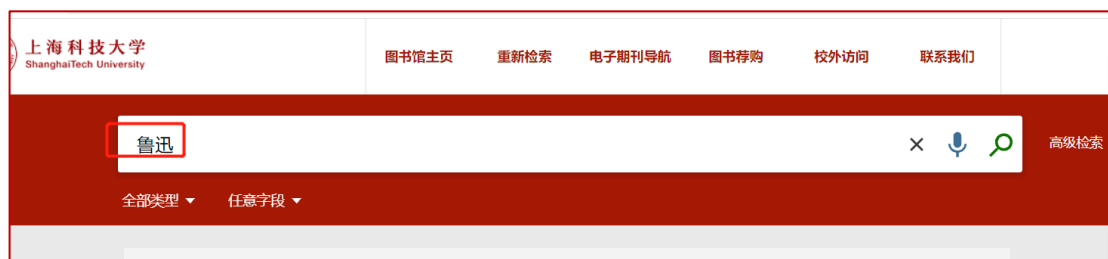 上海科技大学
ShanghaiTech University
图书馆主页 重新检索 电子期刊导航 图书荐购 校外访问 联系我们
鲁迅
高级检索
全部类型 任意字段